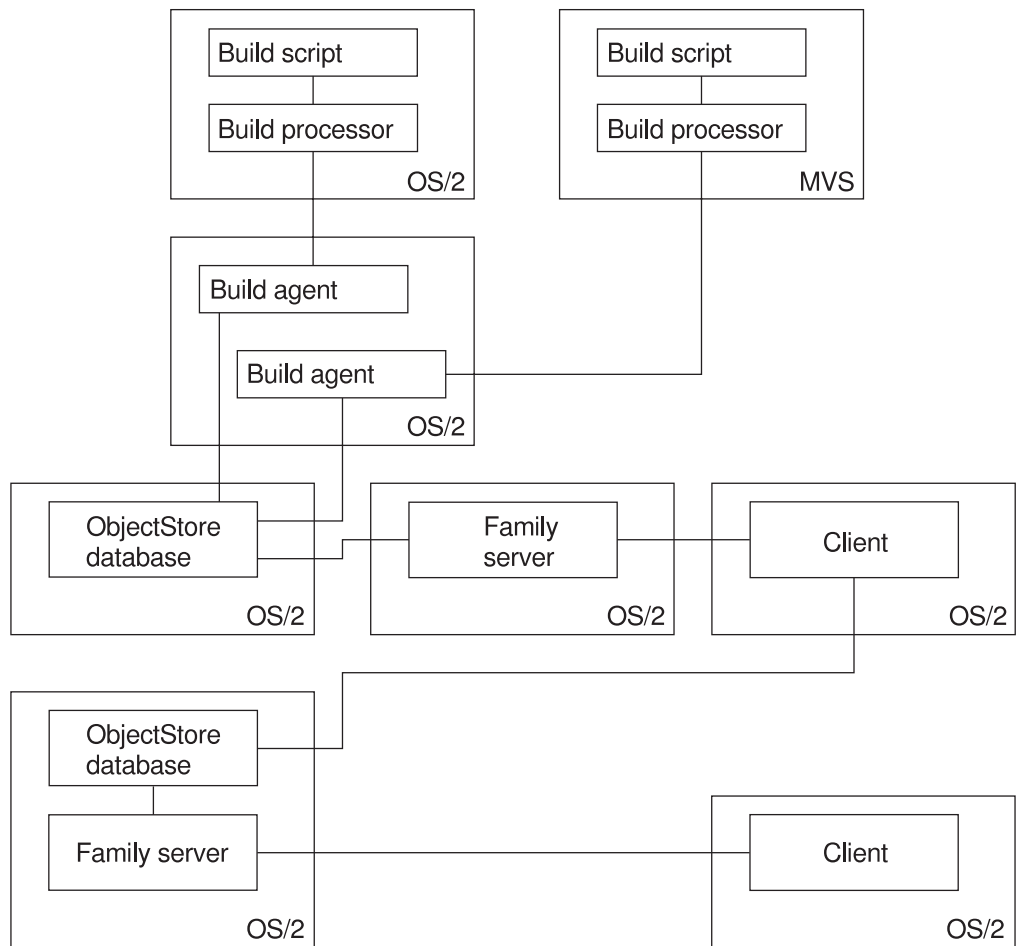 Build script
Build processor
OS/2
Build script
Build processor
MVS
Build agent
Build agent
OS/2
ObjectStore
database
OS/2
Family
server
OS/2
Client
OS/2
ObjectStore
database
Family server
OS/2
Client
OS/2